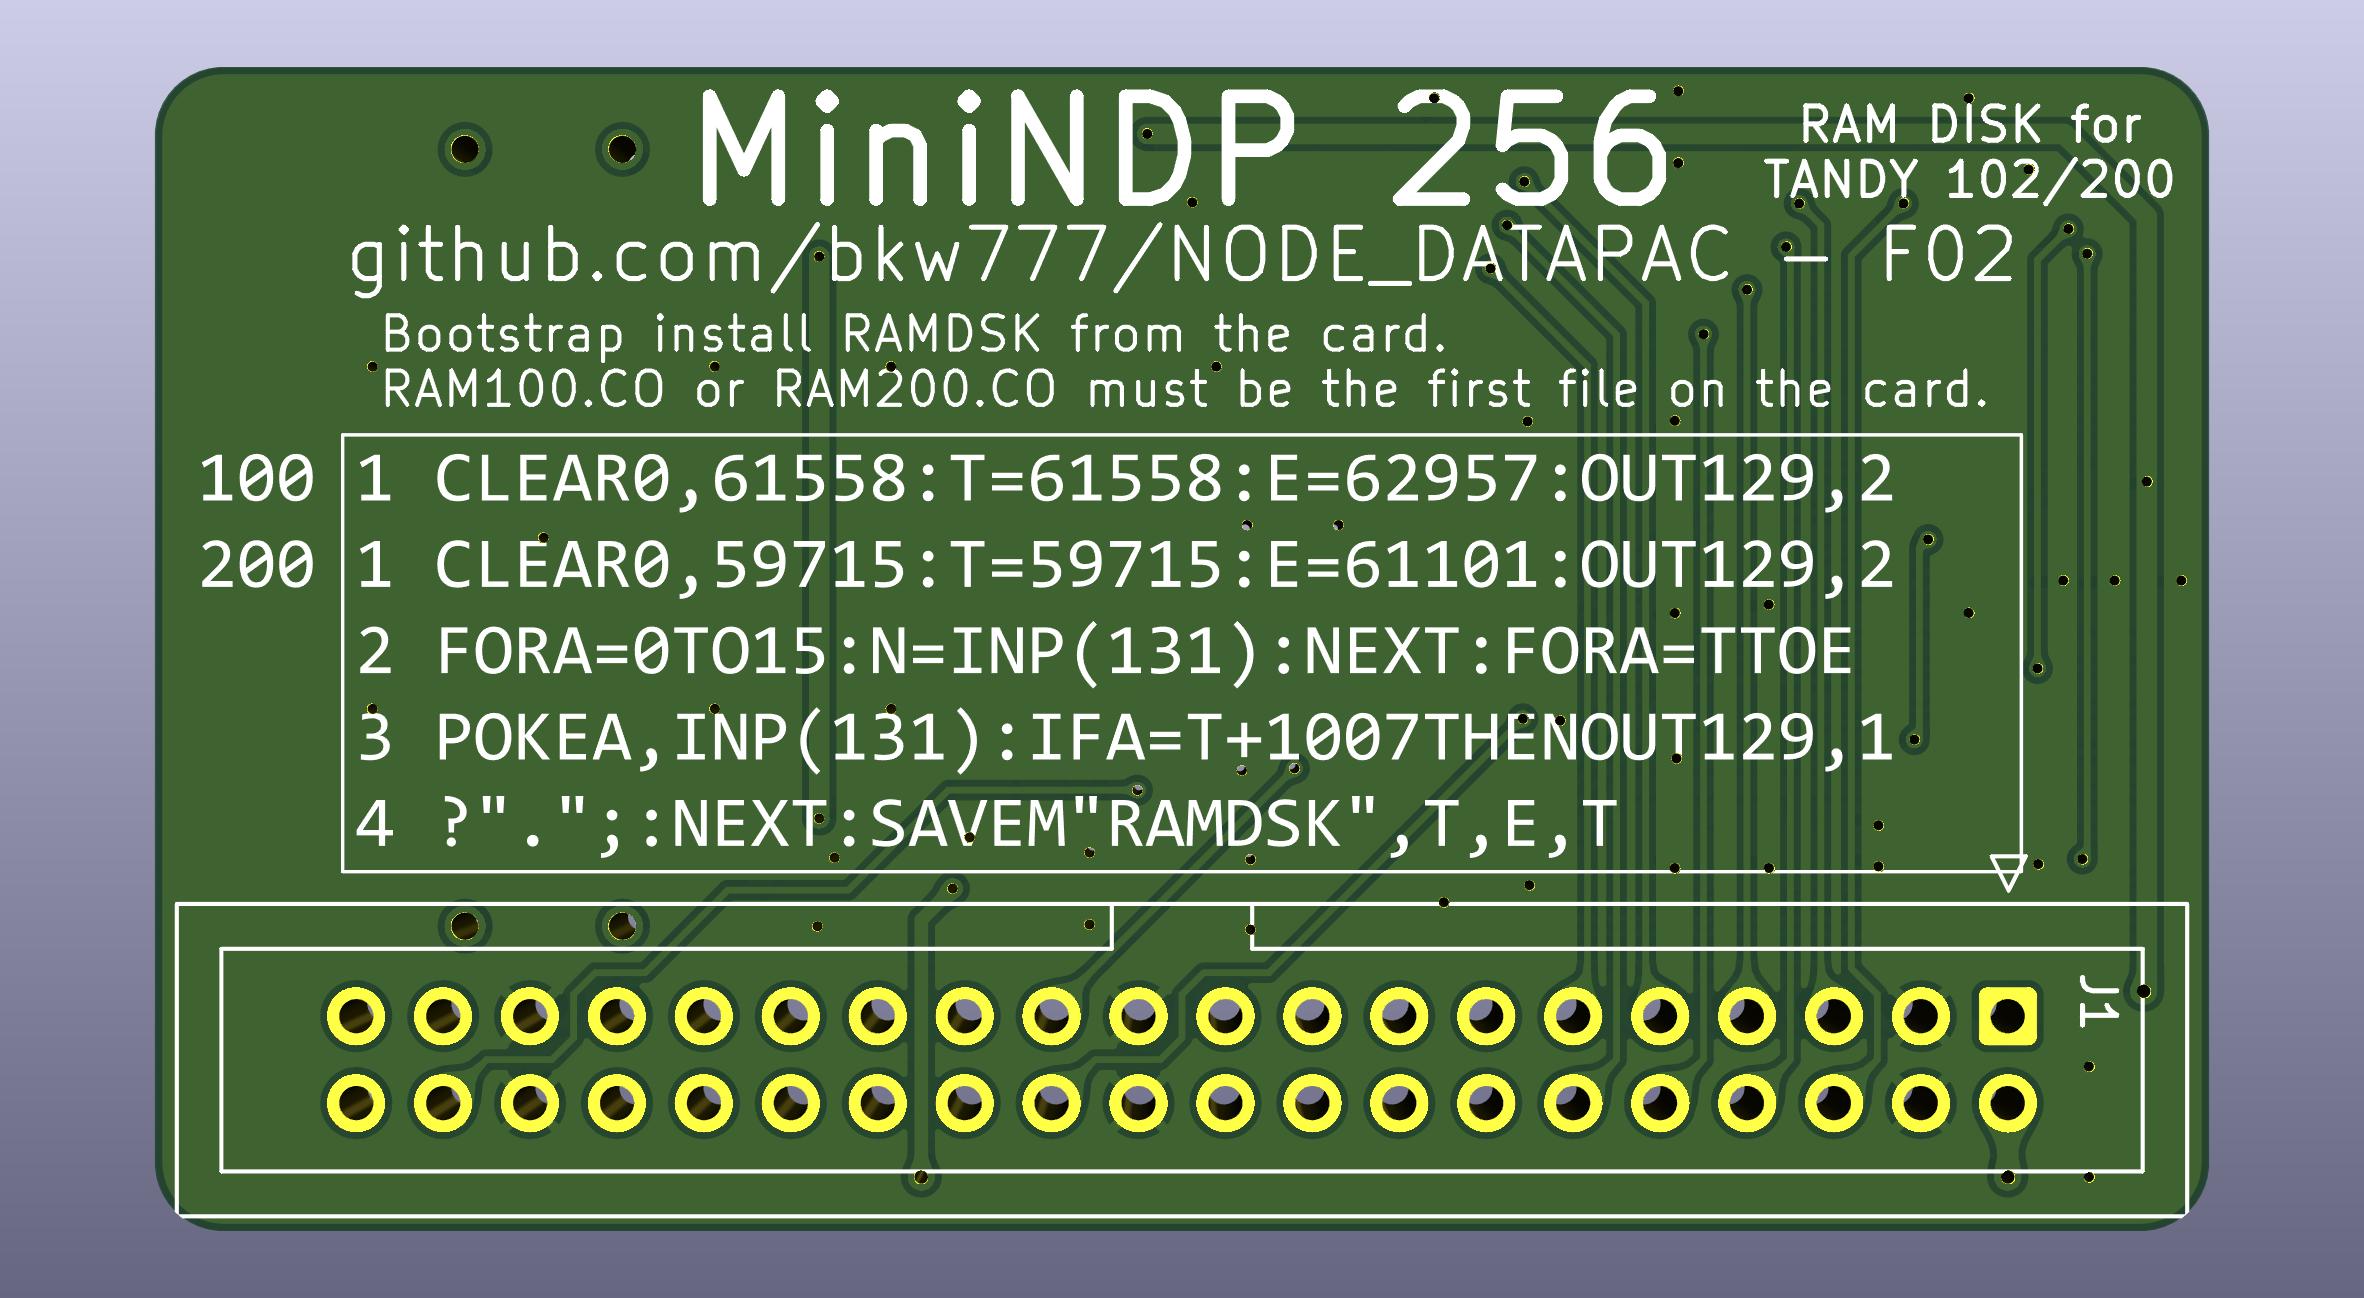 MiniNDP 256
RAM DISK for
TANDY 102/200
github.com/bkw777/NODE_DATAPAC - F02
Bootstrap install RAMDSK from the card.
RAM100.CO or RAM200.CO must be the first file on the card.
100 1 CLEAR0,61558:T=61558:E=62957:OUT129,2
200 1 CLEAR0,59715:T=59715:E=61101:OUT129,2
2 FORA=0TO15:N=INP(131):NEXT:FORA=TTOE
3 POKEA,INP(131):IFA=T+1007THENOUT129,1
4 ?".";:NEXT:SAVEM"RAMDSK",T,E,T
J1